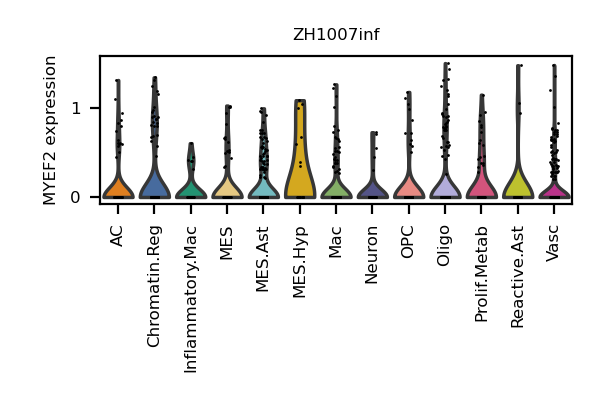 ZH1007inf
MYEF2 expression
1
0
AC
Chromatin.Reg
Inflammatory.Mac
MES
MES.Ast
MES.Hyp
Mac
Neuron
OPC
Oligo
Prolif.Metab
Reactive.Ast
Vasc